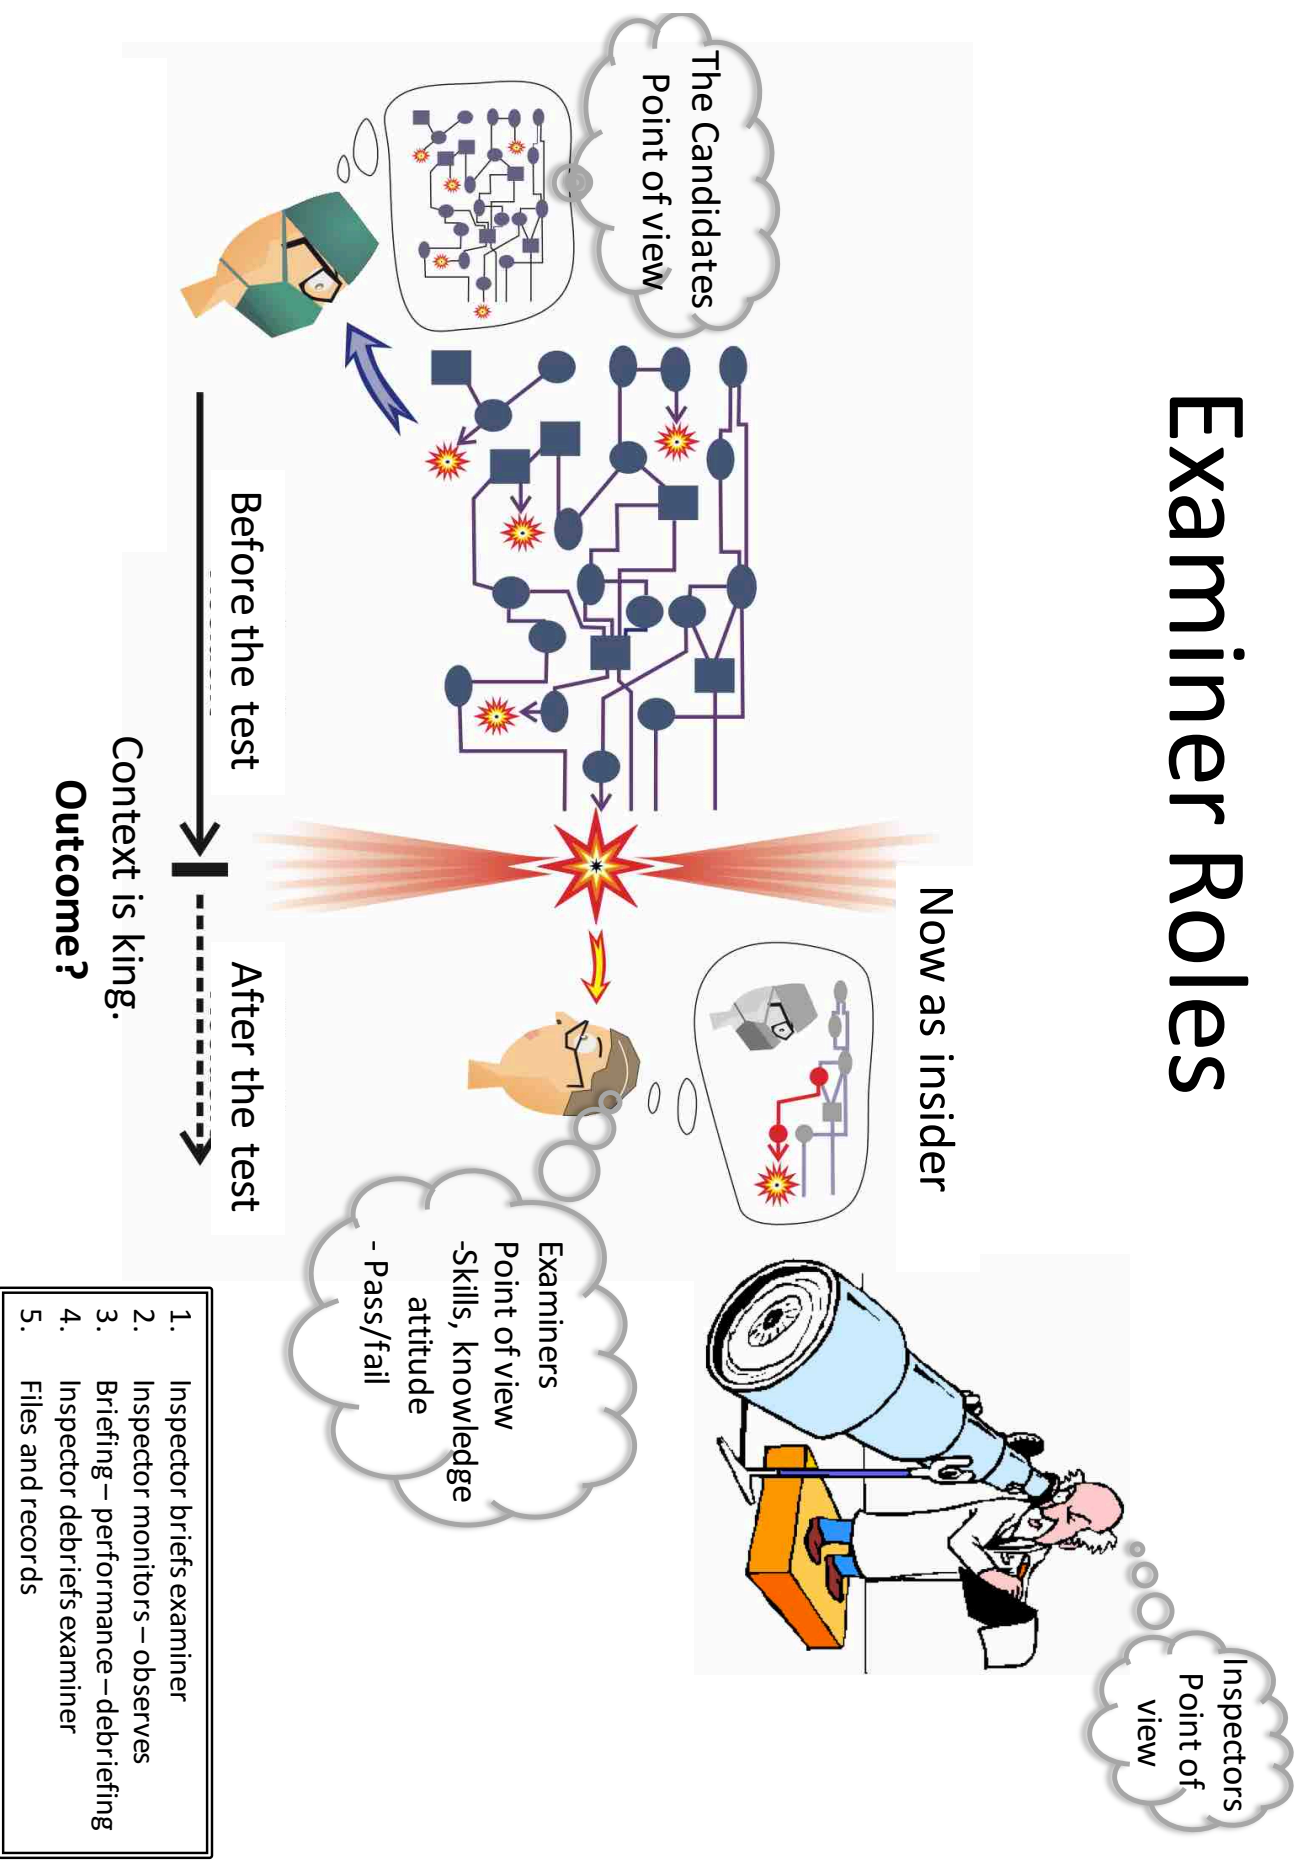 Examiner Roles
The Candidates
Point of view
Now as insider
Inspectors
Point of
view
Examiners
Point of view
-Skills, knowledge
attitude
- Pass/fail
Before the test
After the test
Context is king.
Outcome?
1. Inspector briefs examiner
2. Inspector monitors – observes
3. Briefing – performance – debriefing
4. Inspector debriefs examiner
5. Files and records